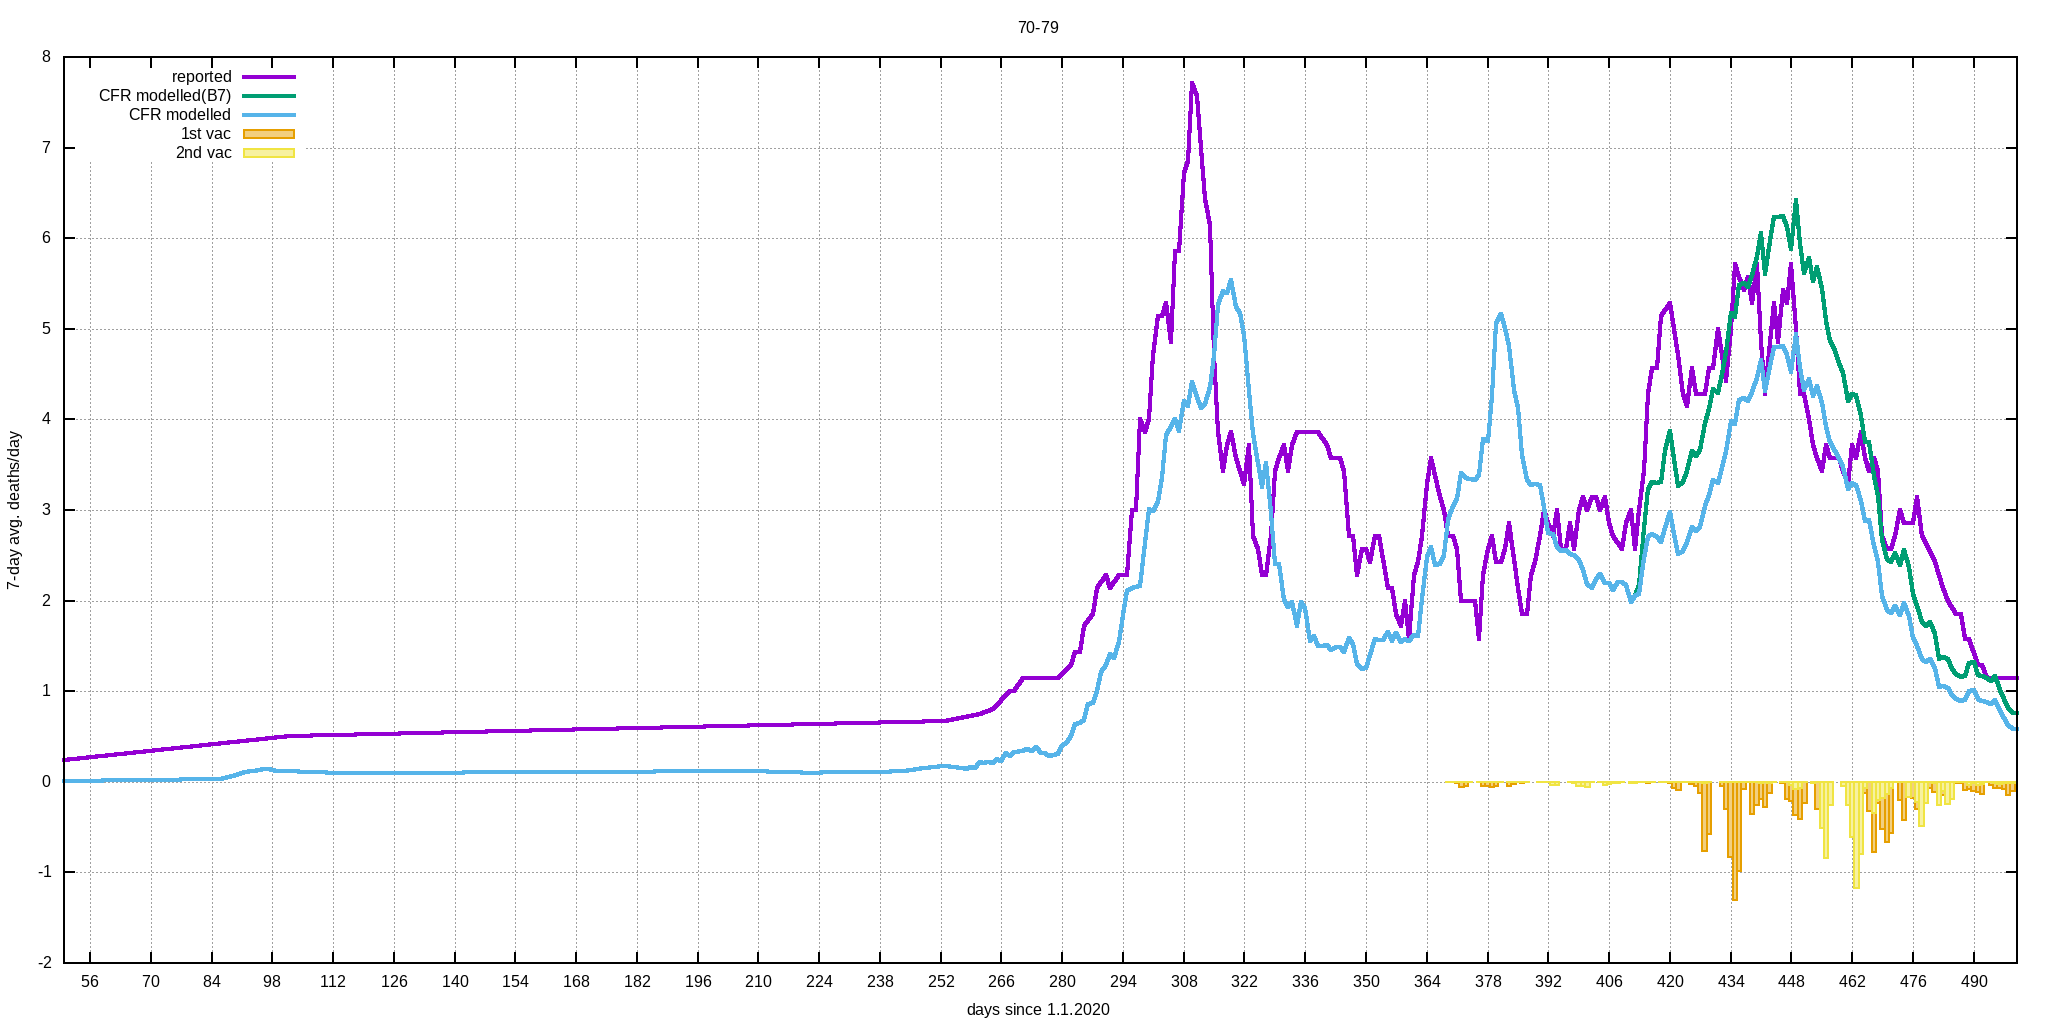 70-79
reported
CFR modelled(B7)
CFR modelled
1st vac
2nd vac
8
7
6
5
4
3
2
1
0
-1
-2
7-day avg. deaths/day
56 70 84 98 112 126 140 154 168 182 196 210 224 238 252 266 280 294 308 322 336 350 364 378 392 406 420 434 448 462 476 490
days since 1.1.2020